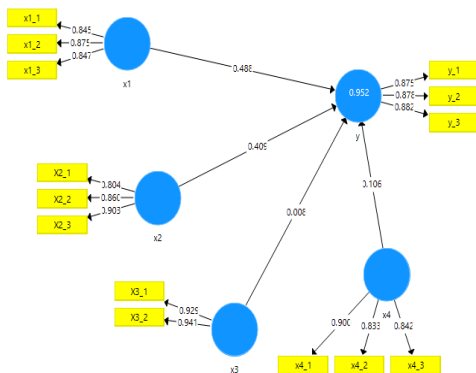 x1_1
0.845
x1_2
0.875
x1_3
0.847
x1
0.488
0.952
y
0.875
y_1
0.878
y_2
0.882
y_3
X2_1
0.804
X2_2
0.860
X2_3
0.903
x2
0.409
0.008
0.106
X3_1
0.929
X3_2
0.941
x3
x4
0.900
0.833
0.842
x4_1
x4_2
x4_3